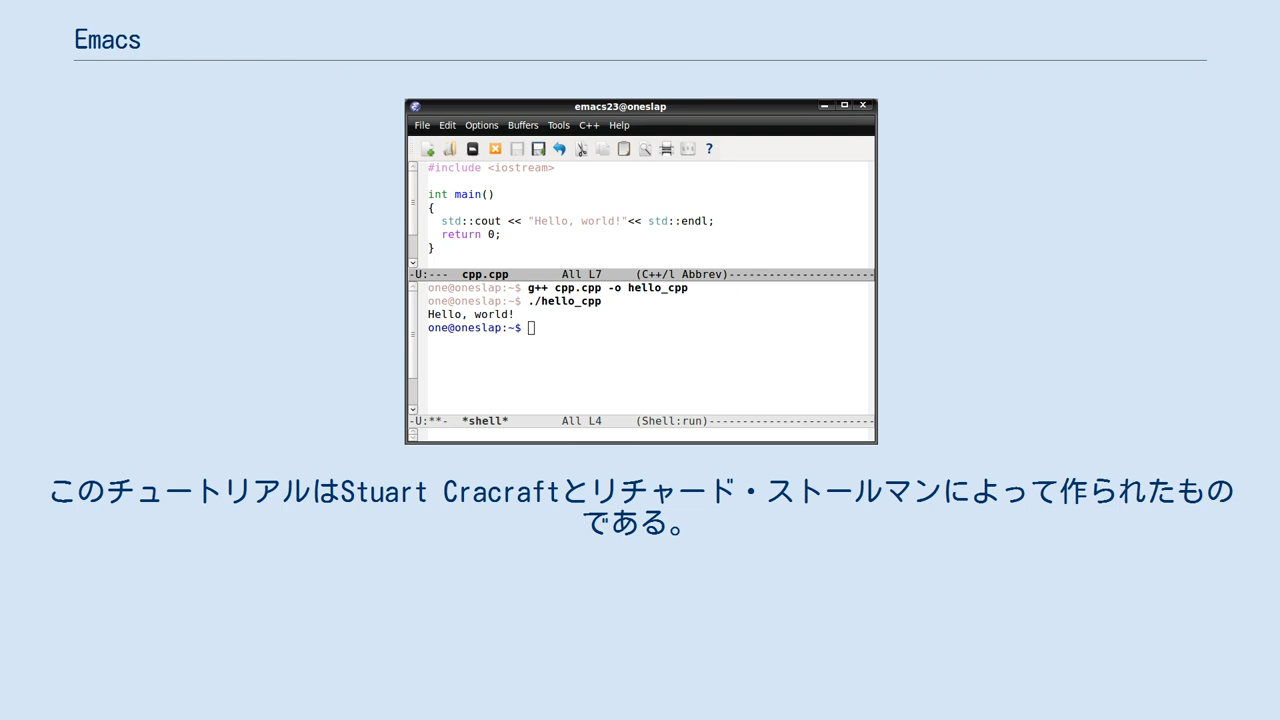 Emacs
emacs23@oneslap
File Edit Options Buffers Tools C++ Help
#include <iostream>
int main()
{
  std::cout << "Hello, world!"<< std::endl;
  return 0;
}
-U:---  cpp.cpp        All L7     (C++/l Abbrev)----------------------
one@oneslap:~$ g++ cpp.cpp -o hello_cpp
one@oneslap:~$ ./hello_cpp
Hello, world!
one@oneslap:~$
-U:**-  *shell*        All L4     (Shell:run)-------------------------
このチュートリアルはStuart Cracraftとリチャード・ストールマンによって作られたもの
である。